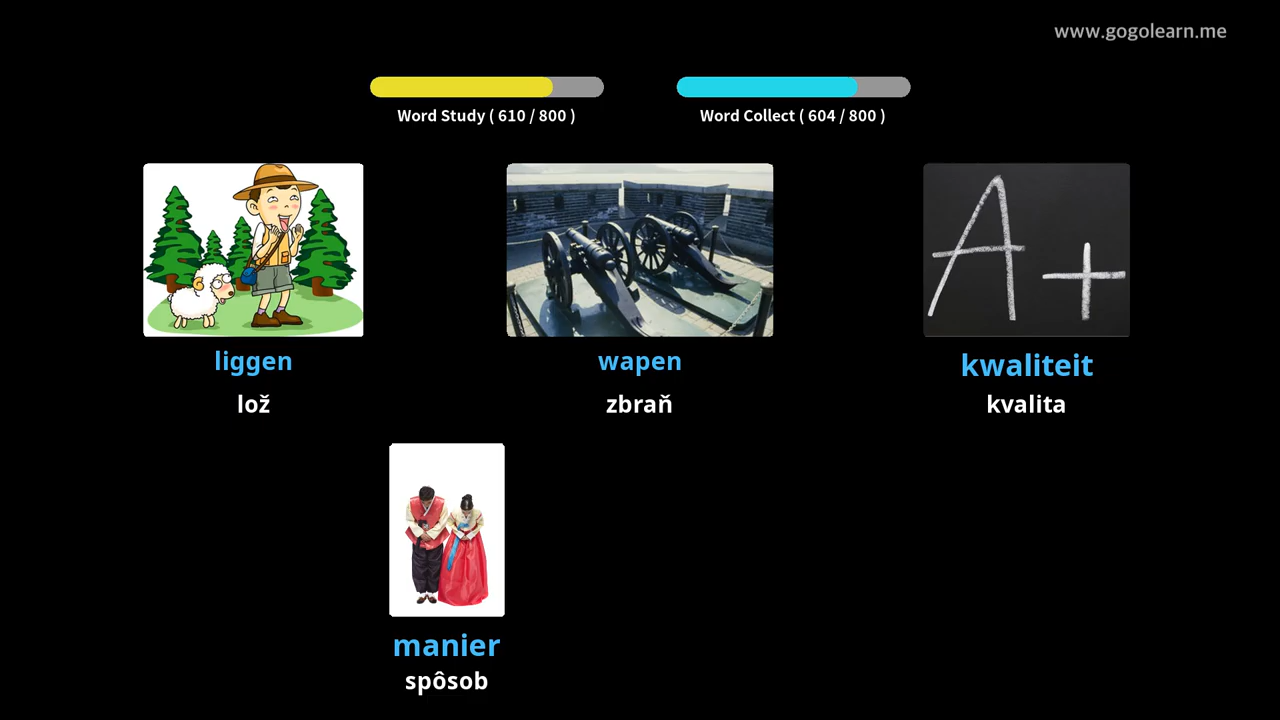 www.gogolearn.me
Word Study ( 610 / 800 )
Word Collect ( 604 / 800 )
A+
liggen
wapen
kwaliteit
lož
zbraň
kvalita
manier
spôsob